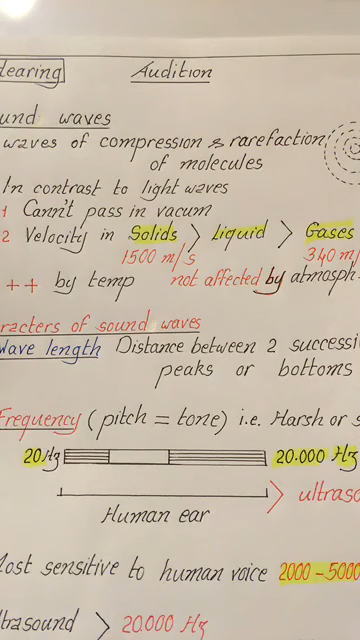 Hearing Audition
ound waves
waves of compression & rarefaction
of molecules
In contrast to light waves
1 Cann't pass in vacum
2 Velocity in Solids > Liquid > Gases
1500 m/s 340 m/
++ by temp not affected by atmosph
racters of sound waves
Wave length Distance between 2 successi
peaks or bottoms
Frequency (pitch = tone) i.e. Harsh or s
20 Hz 20.000 Hz
> ultraso
Human ear
Most sensitive to human voice 2000 - 5000
ltrasound > 20.000 Hz